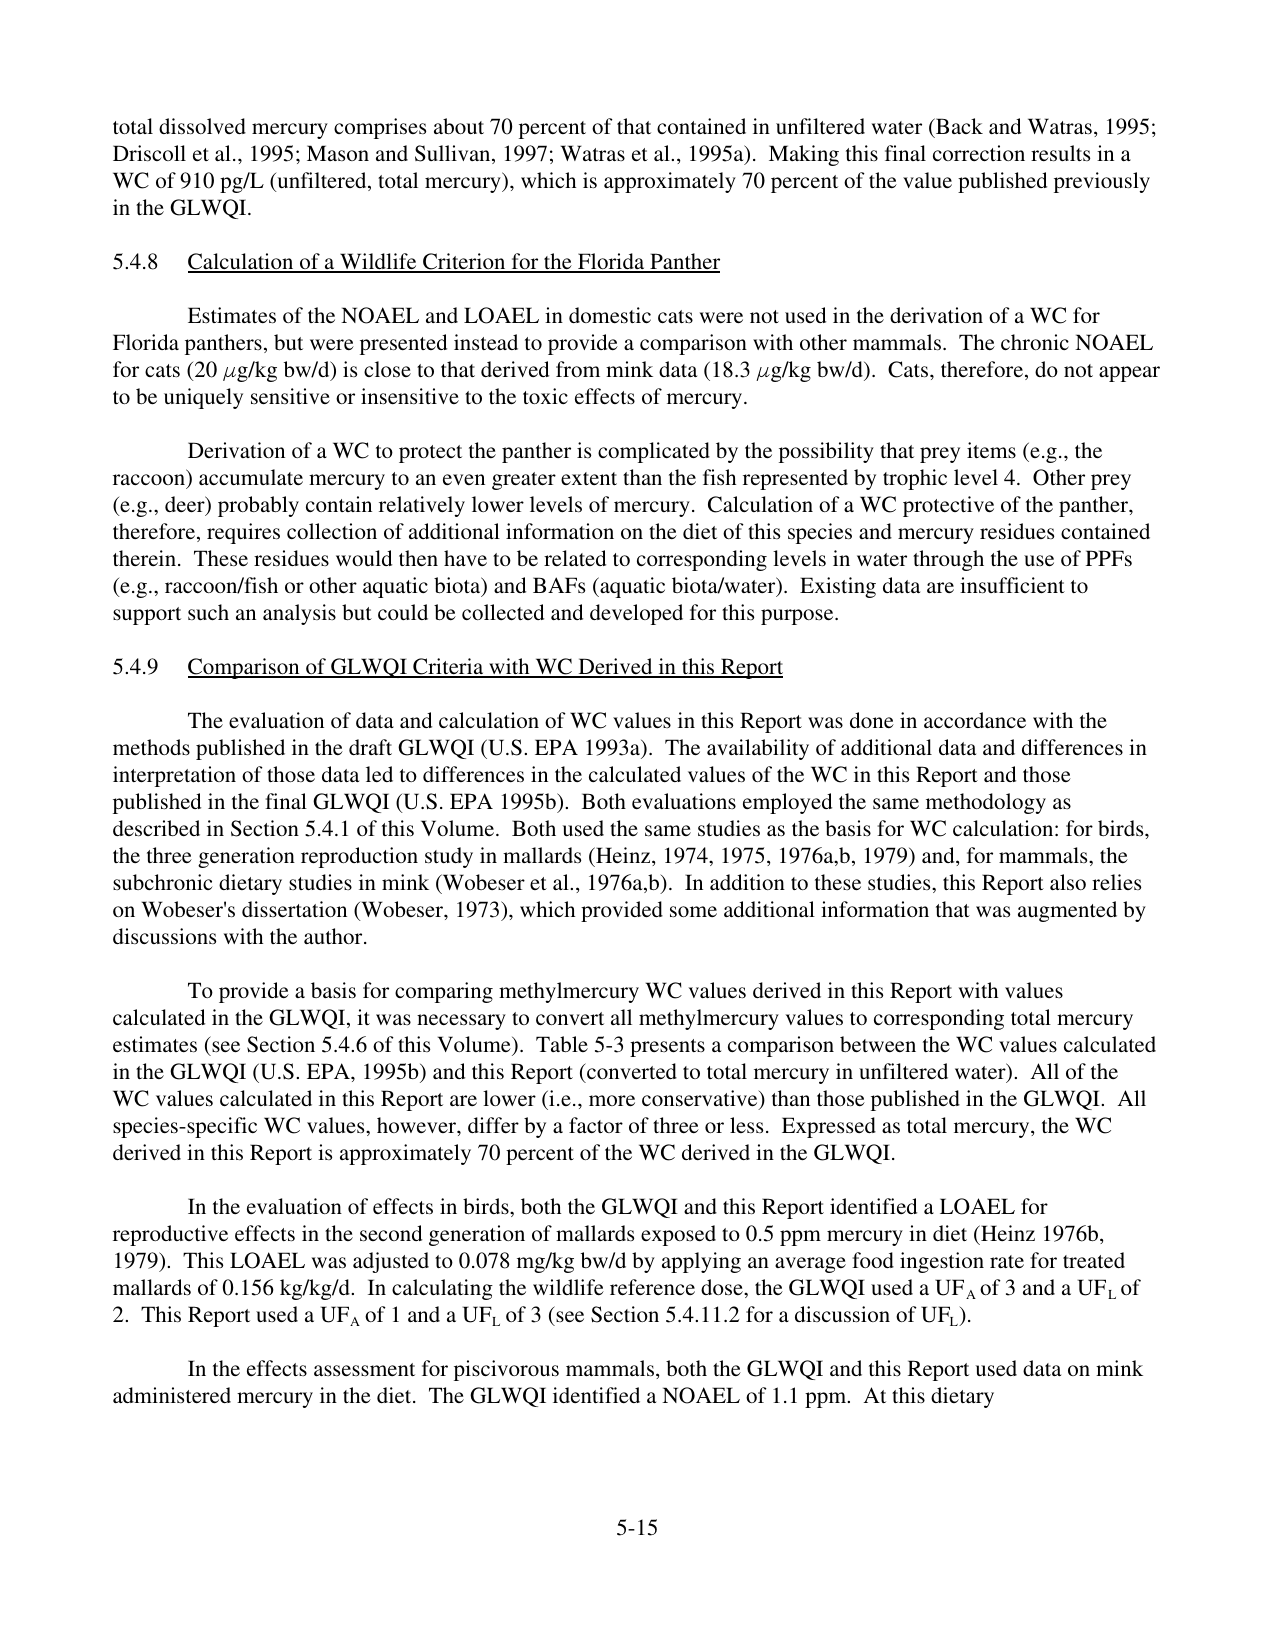 total dissolved mercury comprises about 70 percent of that contained in unfiltered water (Back and Watras, 1995;
Driscoll et al., 1995; Mason and Sullivan, 1997; Watras et al., 1995a).  Making this final correction results in a
WC of 910 pg/L (unfiltered, total mercury), which is approximately 70 percent of the value published previously
in the GLWQI.
5.4.8 Calculation of a Wildlife Criterion for the Florida Panther
Estimates of the NOAEL and LOAEL in domestic cats were not used in the derivation of a WC for
Florida panthers, but were presented instead to provide a comparison with other mammals.  The chronic NOAEL
for cats (20 μg/kg bw/d) is close to that derived from mink data (18.3 μg/kg bw/d).  Cats, therefore, do not appear
to be uniquely sensitive or insensitive to the toxic effects of mercury.
Derivation of a WC to protect the panther is complicated by the possibility that prey items (e.g., the
raccoon) accumulate mercury to an even greater extent than the fish represented by trophic level 4.  Other prey
(e.g., deer) probably contain relatively lower levels of mercury.  Calculation of a WC protective of the panther,
therefore, requires collection of additional information on the diet of this species and mercury residues contained
therein.  These residues would then have to be related to corresponding levels in water through the use of PPFs
(e.g., raccoon/fish or other aquatic biota) and BAFs (aquatic biota/water).  Existing data are insufficient to
support such an analysis but could be collected and developed for this purpose.
5.4.9 Comparison of GLWQI Criteria with WC Derived in this Report
The evaluation of data and calculation of WC values in this Report was done in accordance with the
methods published in the draft GLWQI (U.S. EPA 1993a).  The availability of additional data and differences in
interpretation of those data led to differences in the calculated values of the WC in this Report and those
published in the final GLWQI (U.S. EPA 1995b).  Both evaluations employed the same methodology as
described in Section 5.4.1 of this Volume.  Both used the same studies as the basis for WC calculation: for birds,
the three generation reproduction study in mallards (Heinz, 1974, 1975, 1976a,b, 1979) and, for mammals, the
subchronic dietary studies in mink (Wobeser et al., 1976a,b).  In addition to these studies, this Report also relies
on Wobeser's dissertation (Wobeser, 1973), which provided some additional information that was augmented by
discussions with the author.
To provide a basis for comparing methylmercury WC values derived in this Report with values
calculated in the GLWQI, it was necessary to convert all methylmercury values to corresponding total mercury
estimates (see Section 5.4.6 of this Volume).  Table 5-3 presents a comparison between the WC values calculated
in the GLWQI (U.S. EPA, 1995b) and this Report (converted to total mercury in unfiltered water).  All of the
WC values calculated in this Report are lower (i.e., more conservative) than those published in the GLWQI.  All
species-specific WC values, however, differ by a factor of three or less.  Expressed as total mercury, the WC
derived in this Report is approximately 70 percent of the WC derived in the GLWQI.
In the evaluation of effects in birds, both the GLWQI and this Report identified a LOAEL for
reproductive effects in the second generation of mallards exposed to 0.5 ppm mercury in diet (Heinz 1976b,
1979).  This LOAEL was adjusted to 0.078 mg/kg bw/d by applying an average food ingestion rate for treated
mallards of 0.156 kg/kg/d.  In calculating the wildlife reference dose, the GLWQI used a UFA of 3 and a UFL of
2.  This Report used a UFA of 1 and a UFL of 3 (see Section 5.4.11.2 for a discussion of UFL).
In the effects assessment for piscivorous mammals, both the GLWQI and this Report used data on mink
administered mercury in the diet.  The GLWQI identified a NOAEL of 1.1 ppm.  At this dietary
5-15